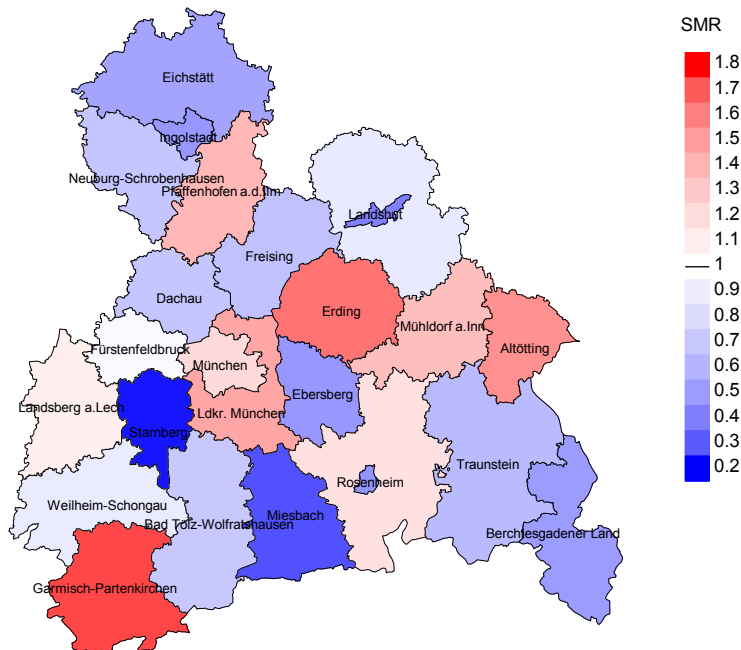 SMR
1.8
1.7
1.6
1.5
1.4
1.3
1.2
1.1
1
0.9
0.8
0.7
0.6
0.5
0.4
0.3
0.2
Eichstätt
Ingolstadt
Neuburg-Schrobenhausen
Pfaffenhofen a.d.Ilm
Landshut
Freising
Dachau
Erding
Mühldorf a.Inn
Altötting
Fürstenfeldbruck
München
Ebersberg
Landsberg a.Lech
Ldkr. München
Starnberg
Traunstein
Rosenheim
Weilheim-Schongau
Miesbach
Bad Tölz-Wolfratshausen
Berchtesgadener Land
Garmisch-Partenkirchen